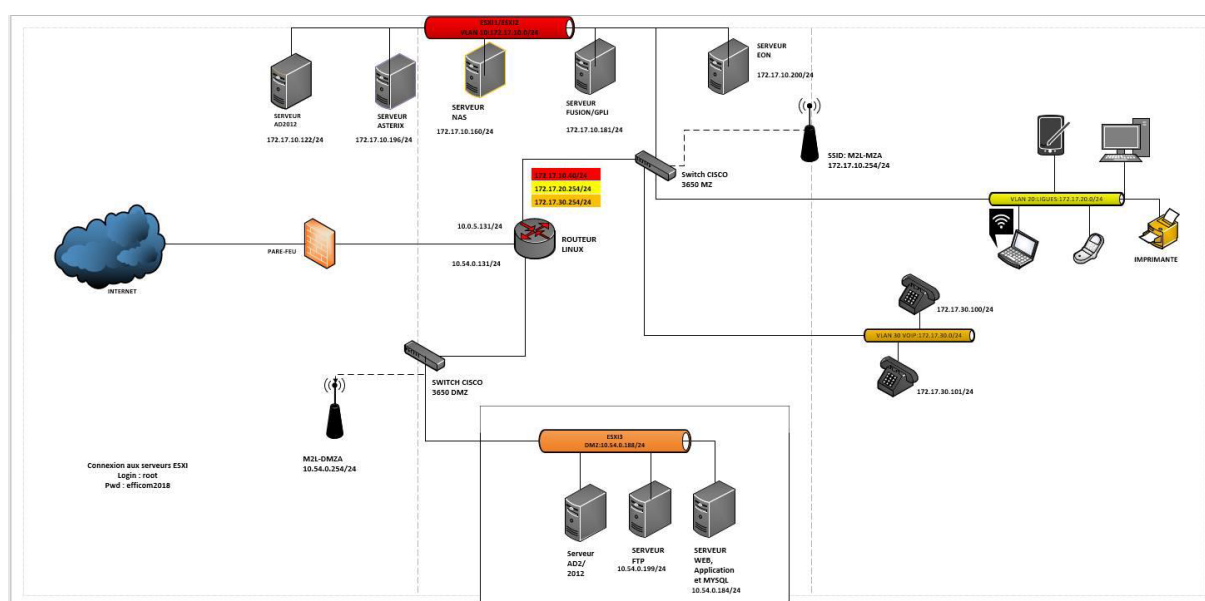 ESXI1/ESXI2
VLAN 10:172.17.10.0/24
SERVEUR
AD2012
172.17.10.122/24
SERVEUR
ASTERIX
172.17.10.196/24
SERVEUR
NAS
172.17.10.160/24
SERVEUR
FUSION/GPLI
172.17.10.181/24
SERVEUR
EON
172.17.10.200/24
SSID: M2L-MZA
172.17.10.254/24
Switch CISCO
3650 MZ
172.17.20.254/24
172.17.30.254/24
10.0.5.131/24
10.54.0.131/24
ROUTEUR
LINUX
PARE-FEU
INTERNET
VLAN 20:LIGUES:172.17.20.0/24
IMPRIMANTE
172.17.30.100/24
VLAN 30 VOIP:172.17.30.0/24
172.17.30.101/24
SWITCH CISCO
3650 DMZ
M2L-DMZA
10.54.0.254/24
Connexion aux serveurs ESXI
Login : root
Pwd : efficom2018
ESXI3
10.54.0.188/24
Serveur
AD2/
2012
SERVEUR
FTP
10.54.0.199/24
SERVEUR
WEB,
Application
et MYSQL
10.54.0.184/24